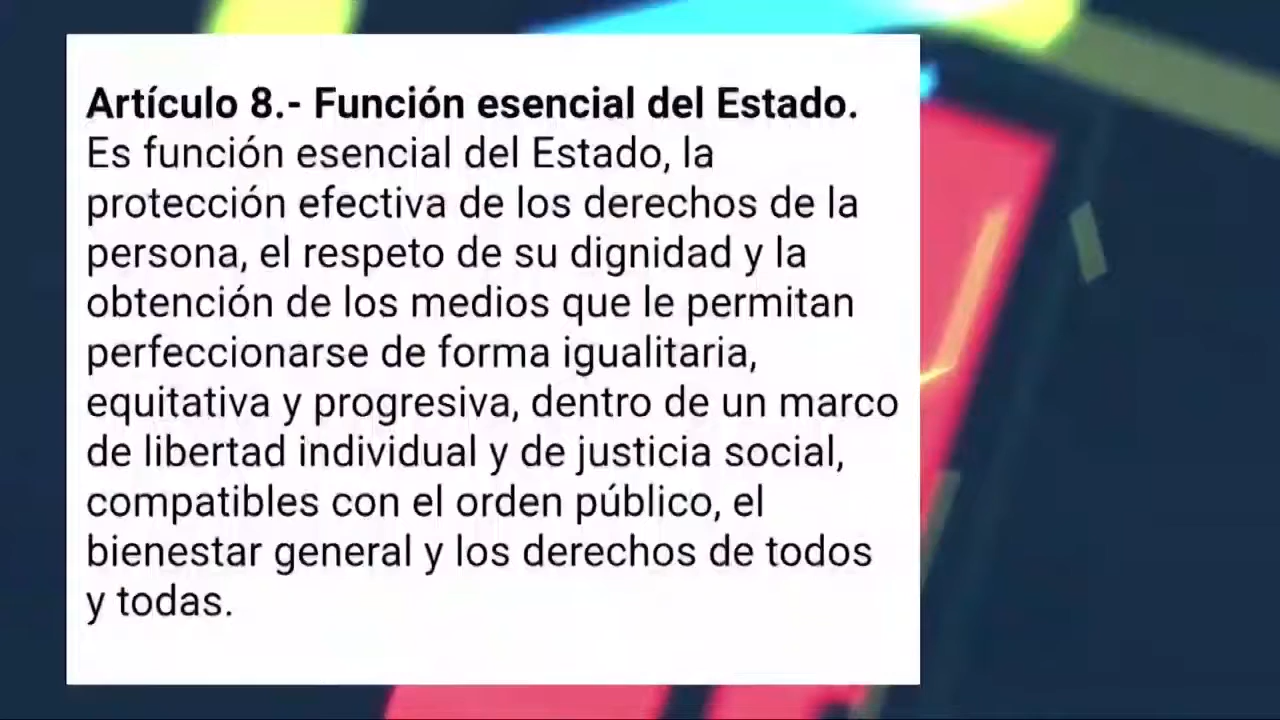 Artículo 8.- Función esencial del Estado.
Es función esencial del Estado, la
protección efectiva de los derechos de la
persona, el respeto de su dignidad y la
obtención de los medios que le permitan
perfeccionarse de forma igualitaria,
equitativa y progresiva, dentro de un marco
de libertad individual y de justicia social,
compatibles con el orden público, el
bienestar general y los derechos de todos
y todas.